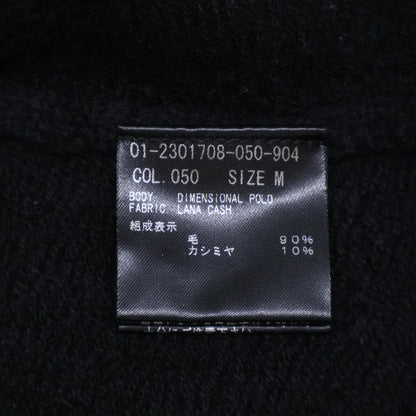 01-2301708-050-904
COL.050 SIZE M
BODY DIMENSIONAL POLO
FABRIC LANA CASH
組成表示
毛 90%
カシミヤ 10%